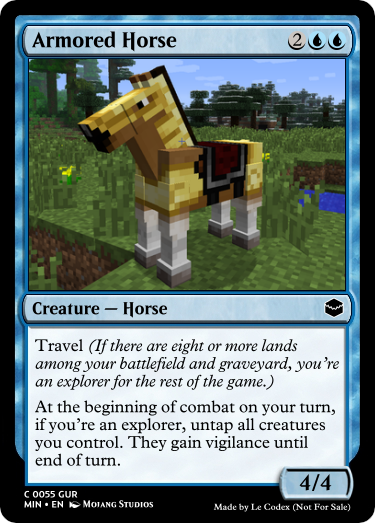 Armored Horse 2
Creature — Horse
Travel (If there are eight or more lands
among your battlefield and graveyard, you're
an explorer for the rest of the game.)
At the beginning of combat on your turn,
if you're an explorer, untap all creatures
you control. They gain vigilance until
end of turn.
4/4
C 0055 GUR
MIN • EN Mojang Studios
Made by Le Codex (Not For Sale)